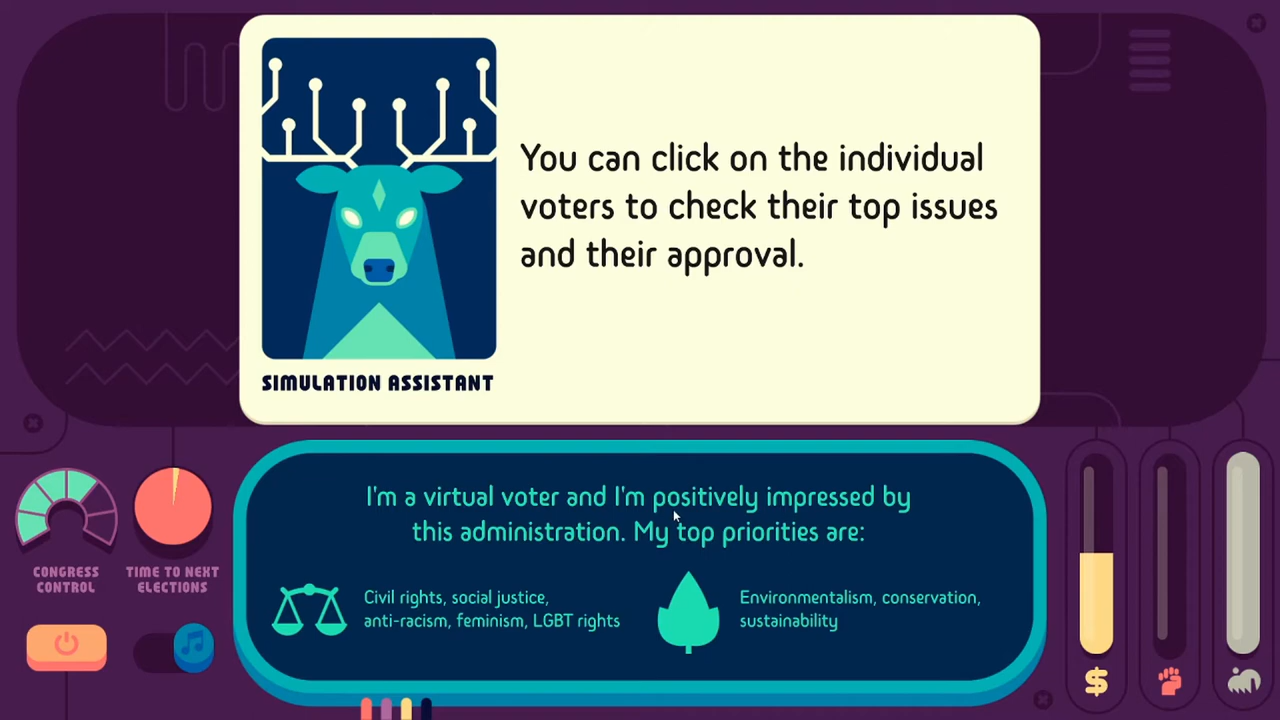 You can click on the individual
voters to check their top issues
and their approval.
SIMULATION ASSISTANT
I'm a virtual voter and I'm positively impressed by
this administration. My top priorities are:
Civil rights, social justice,
anti-racism, feminism, LGBT rights
Environmentalism, conservation,
sustainability
CONGRESS
CONTROL
TIME TO NEXT
ELECTIONS
$